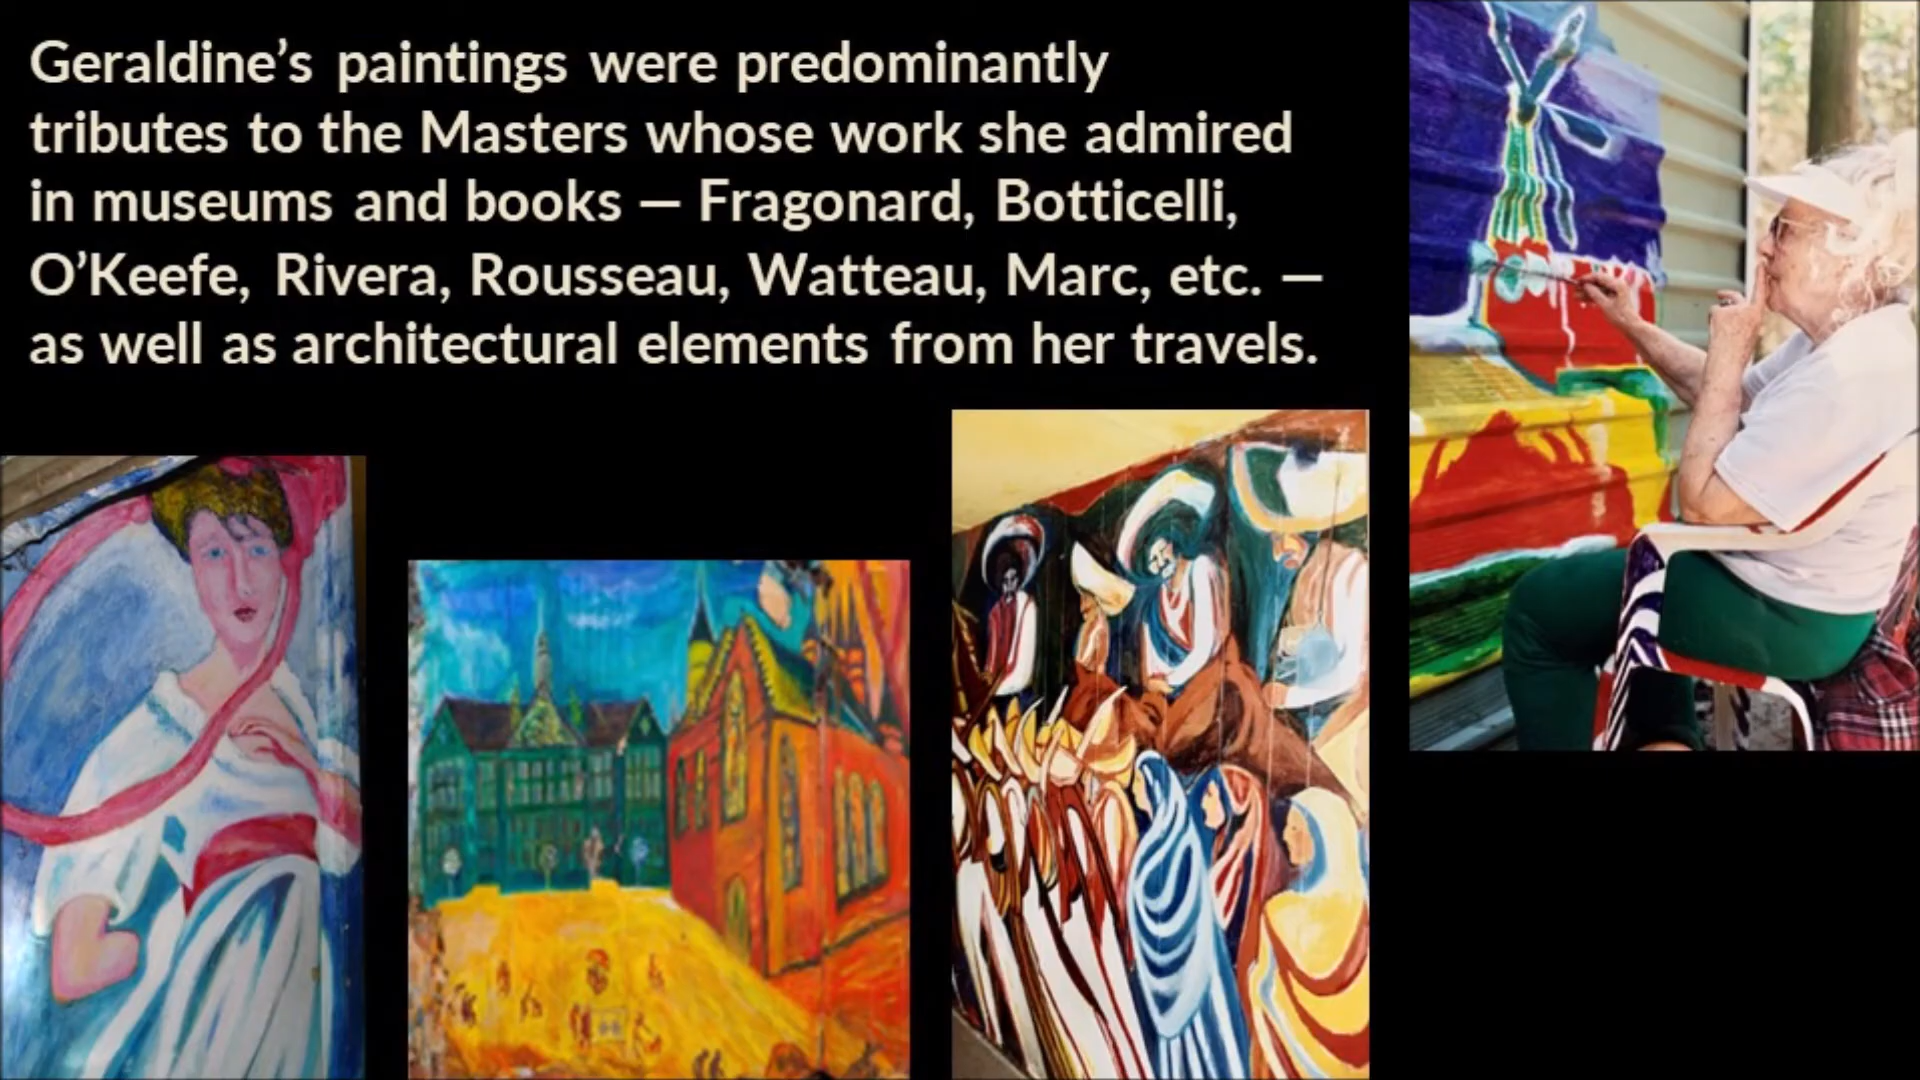 Geraldine’s paintings were predominantly
tributes to the Masters whose work she admired
in museums and books — Fragonard, Botticelli,
O’Keefe, Rivera, Rousseau, Watteau, Marc, etc. —
as well as architectural elements from her travels.